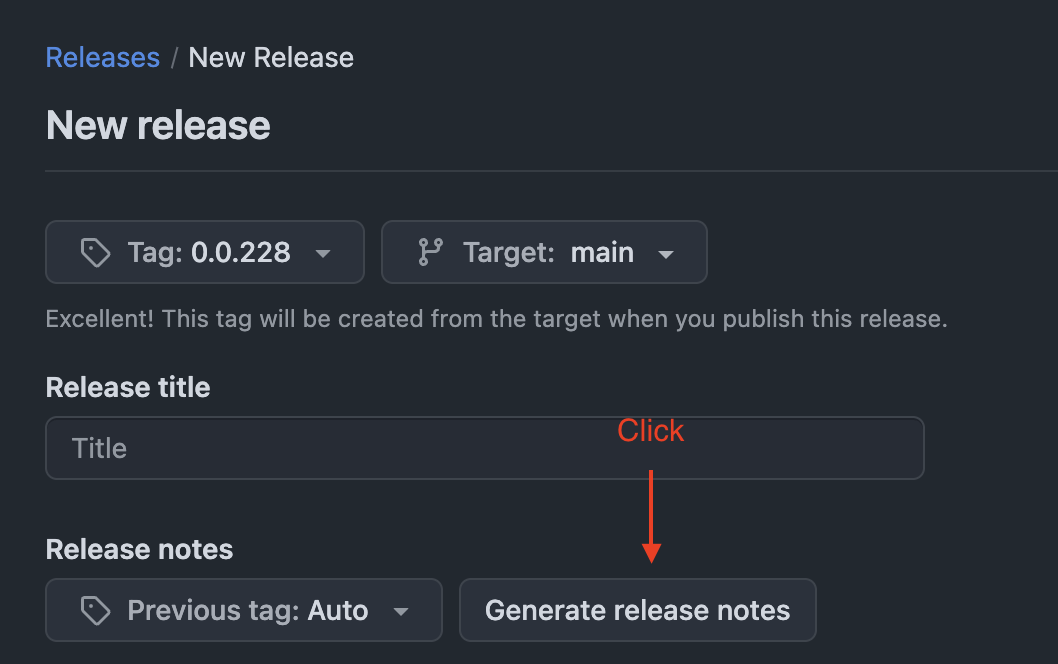 Releases / New Release
New release
Tag: 0.0.228 Target: main
Excellent! This tag will be created from the target when you publish this release.
Release title
Title
Click
Release notes
Previous tag: Auto Generate release notes